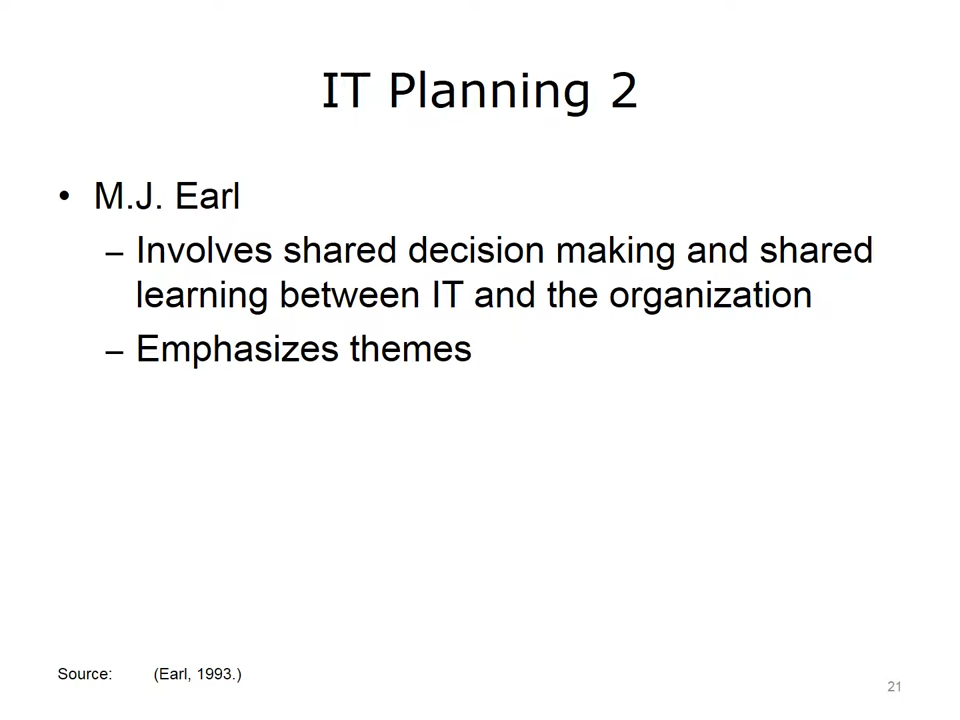 IT Planning 2
• M.J. Earl
– Involves shared decision making and shared
learning between IT and the organization
– Emphasizes themes
Source: (Earl, 1993.)
21